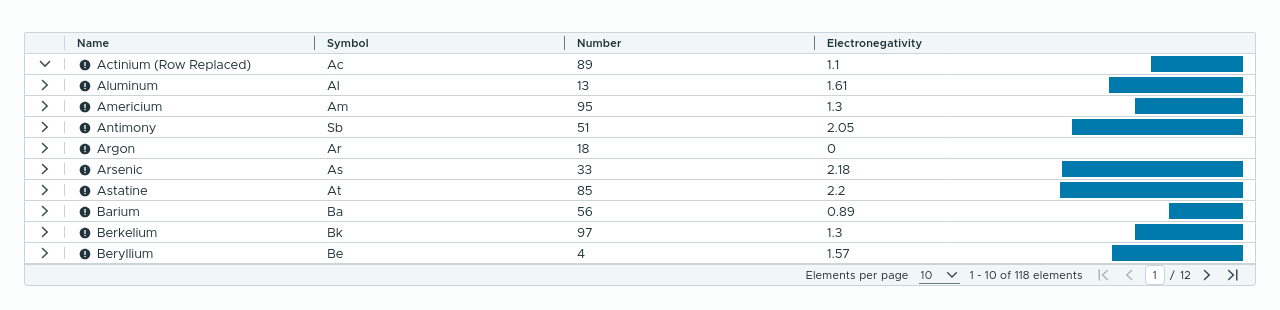 Name Symbol Number Electronegativity
Actinium (Row Replaced) Ac 89 1.1
Aluminum Al 13 1.61
Americium Am 95 1.3
Antimony Sb 51 2.05
Argon Ar 18 0
Arsenic As 33 2.18
Astatine At 85 2.2
Barium Ba 56 0.89
Berkelium Bk 97 1.3
Beryllium Be 4 1.57
Elements per page 10 1 - 10 of 118 elements 1 / 12